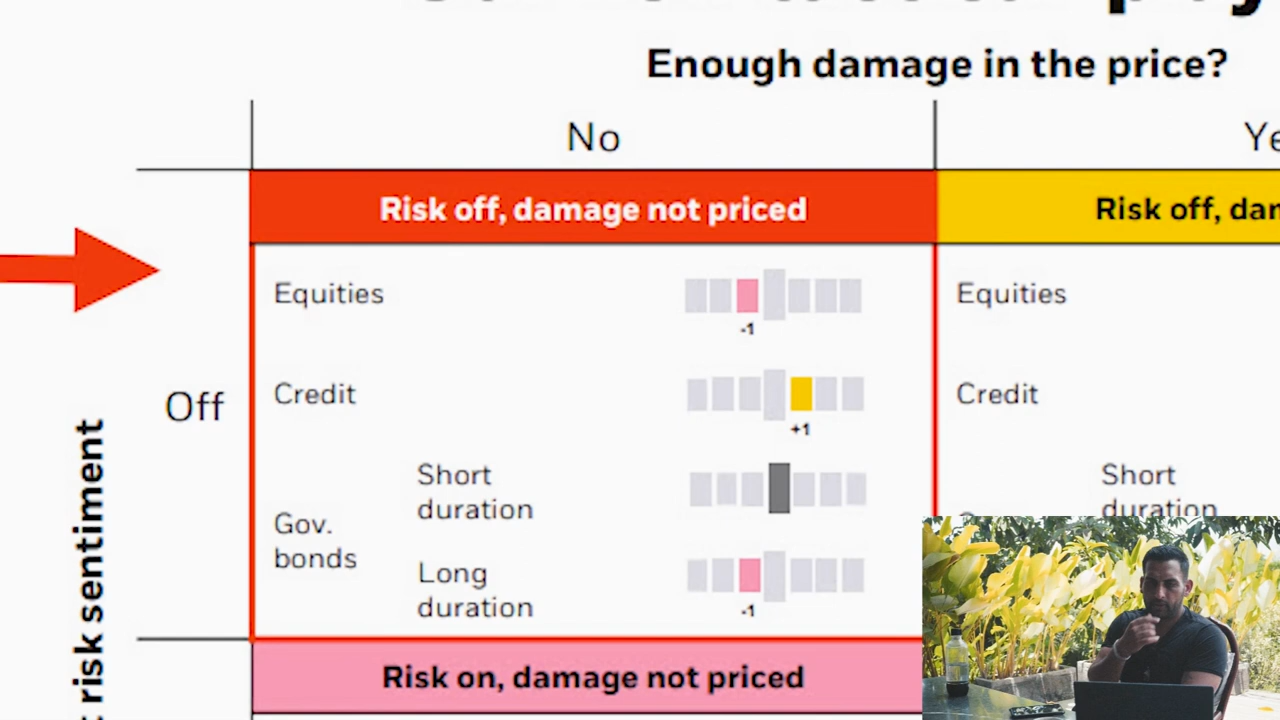 Enough damage in the price?
No
Risk off, damage not priced
Risk off,
Equities
-1
Equities
Off
Credit
+1
Credit
risk sentiment
Gov.
bonds
Short
duration
Short
duration
Long
duration
-1
Risk on, damage not priced